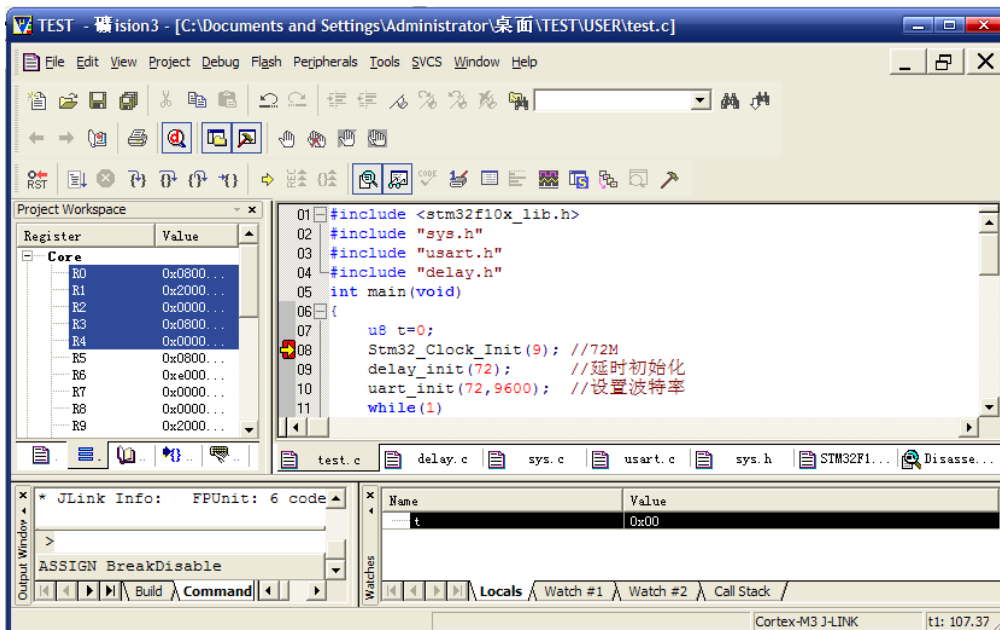 TEST - 礦ision3 - [C:\Documents and Settings\Administrator\桌面\TEST\USER\test.c]
File Edit View Project Debug Flash Peripherals Tools SVCS Window Help
RST
CODE
Project Workspace
Register Value
Core
R0 0x0800...
R1 0x2000...
R2 0x0000...
R3 0x0800...
R4 0x0000...
R5 0x0800...
R6 0xe000...
R7 0x0000...
R8 0x0000...
R9 0x2000...
01 #include <stm32f10x_lib.h>
02 #include "sys.h"
03 #include "usart.h"
04 #include "delay.h"
05 int main(void)
06 {
07 u8 t=0;
08 Stm32_Clock_Init(9); //72M
09 delay_init(72); //延时初始化
10 uart_init(72,9600); //设置波特率
11 while(1)
test.c delay.c sys.c usart.c sys.h STM32F1... Disasse...
Output Window
* JLink Info: FPUnit: 6 code
>
ASSIGN BreakDisable
Build Command
Watches
Name Value
t 0x00
Locals Watch #1 Watch #2 Call Stack
Cortex-M3 J-LINK t1: 107.37